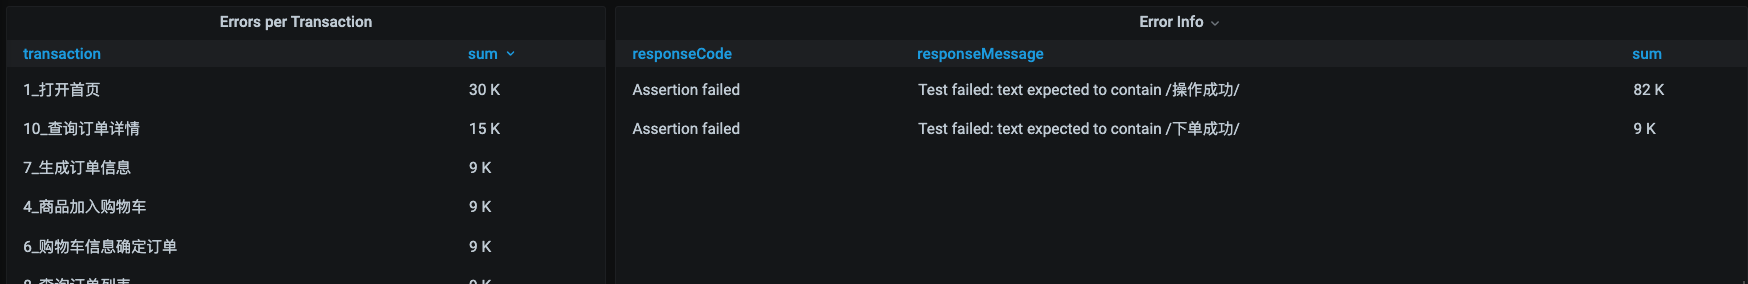 Errors per Transaction
transaction sum
1_打开首页 30 K
10_查询订单详情 15 K
7_生成订单信息 9 K
4_商品加入购物车 9 K
6_购物车信息确定订单 9 K
Error Info
responseCode responseMessage sum
Assertion failed Test failed: text expected to contain /操作成功/ 82 K
Assertion failed Test failed: text expected to contain /下单成功/ 9 K